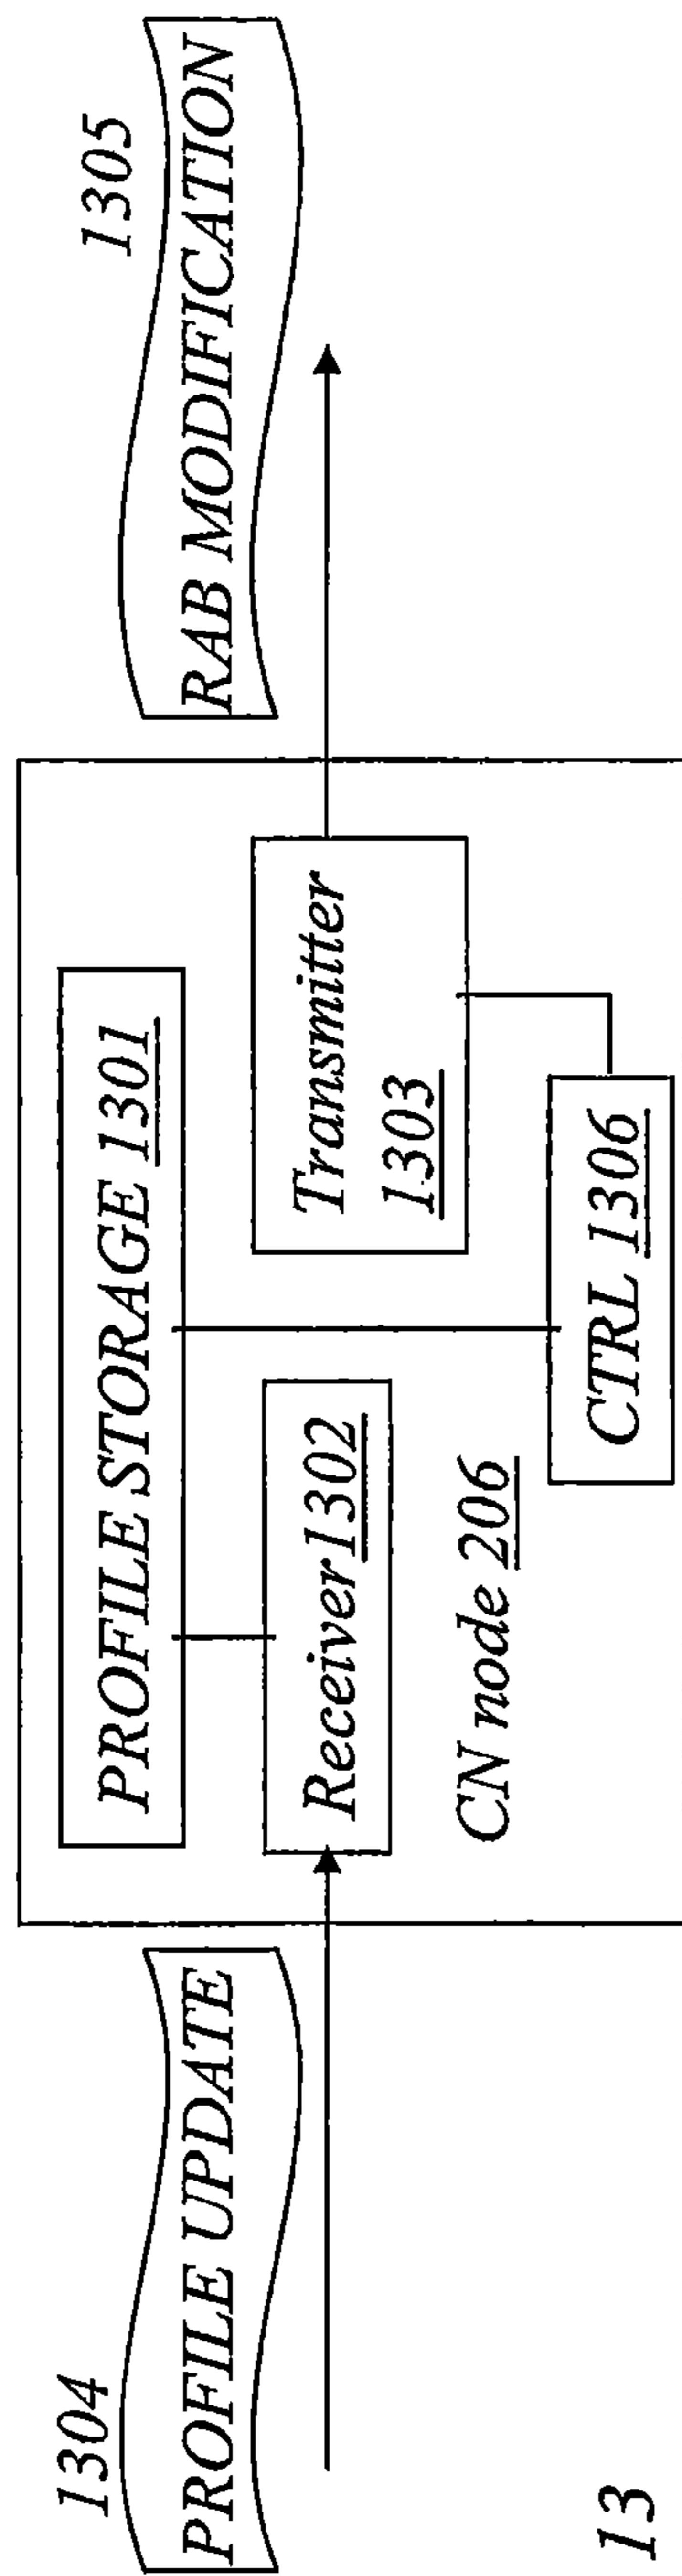 1304
PROFILE UPDATE
PROFILE STORAGE 1301
Receiver 1302
Transmitter
1303
CN node 206
CTRL 1306
1305
RAB MODIFICATION
13